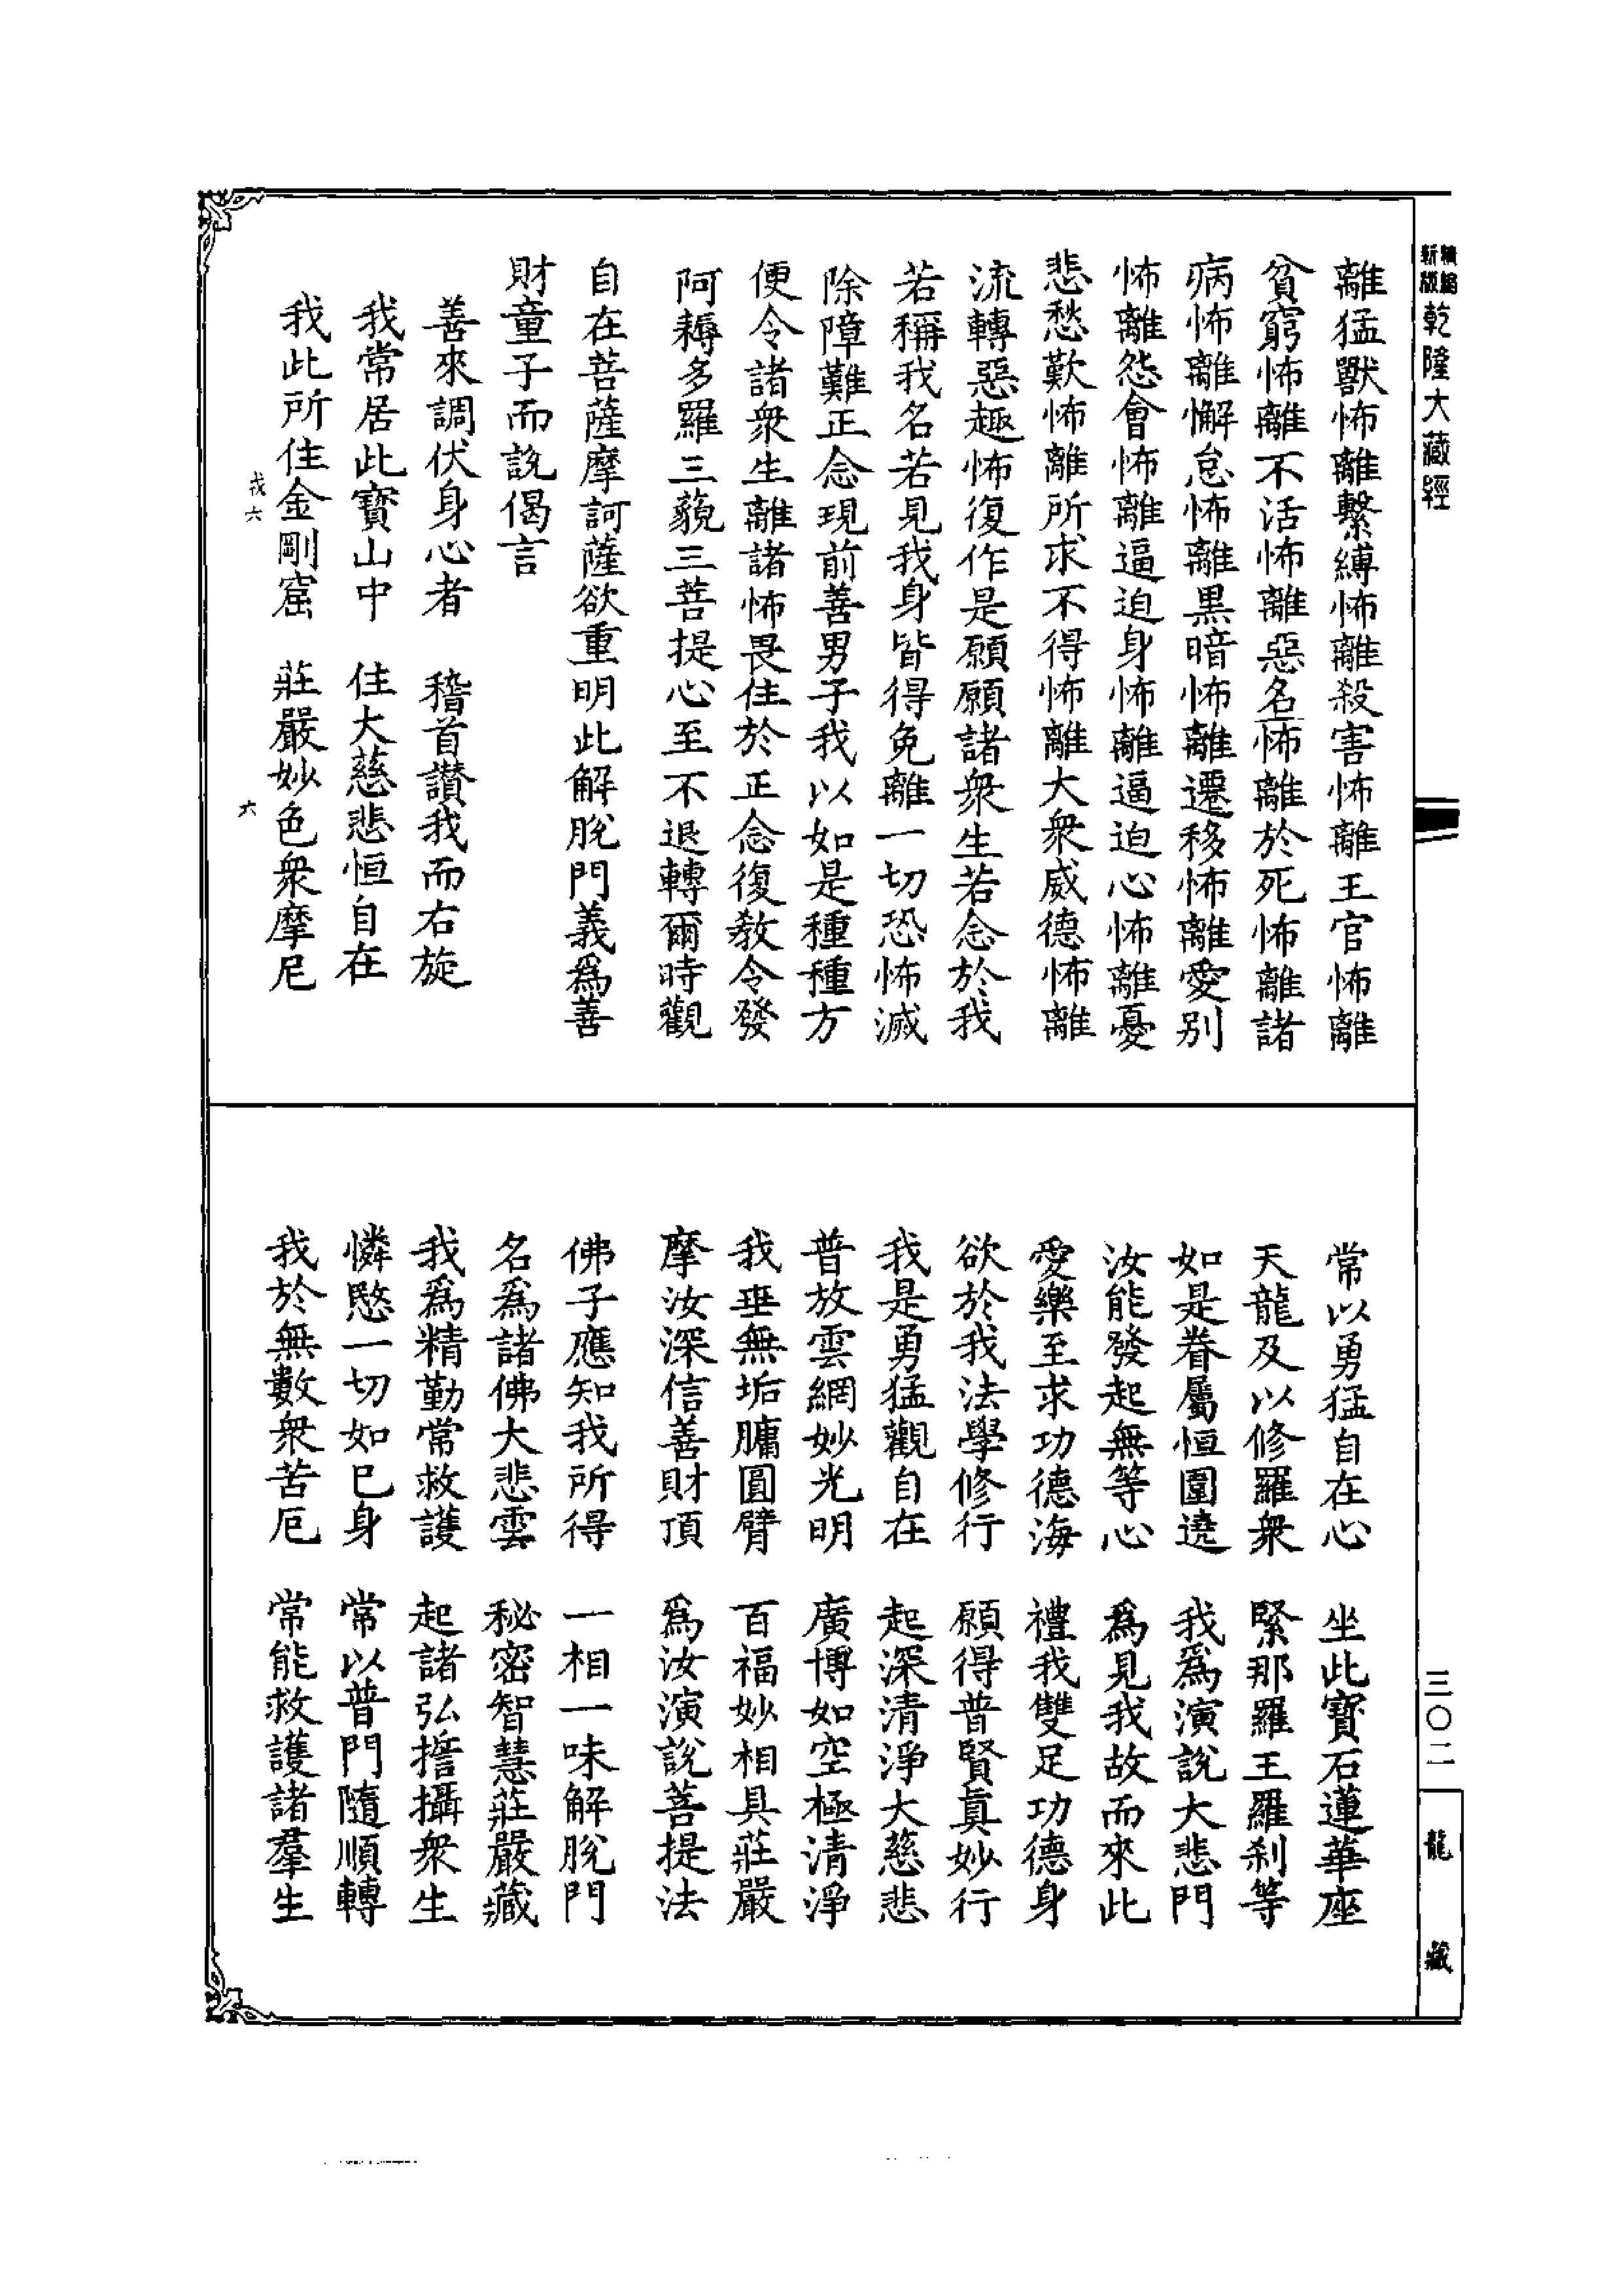 新版精縮乾隆大藏經
離猛獸怖離繫縛怖離殺害怖離王官怖離
貧窮怖離不活怖離惡名怖離於死怖離諸
病怖離懈怠怖離黒暗怖離遷移怖離愛别
怖離怨會怖離逼迫身怖離逼迫心怖離憂
悲愁歎怖離所求不得怖離大衆威德怖離
流轉惡趣怖復作是願願諸衆生若念於我
若稱我名若見我身皆得免離一切恐怖滅
除障難正念現前善男子我以如是種種方
便令諸衆生離諸怖畏住於正念復教令發
阿耨多羅三藐三菩提心至不退轉爾時觀
自在菩薩摩訶薩欲重明此解脫門義爲善
財童子而說偈言
善來調伏身心者　稽首讃我而右旋
我常居此寳山中　住大慈悲恒自在
我此所住金剛窟　莊嚴妙色衆摩尼
戎六　六
常以勇猛自在心　坐此寳石蓮華座
天龍及以修羅衆　緊那羅王羅刹等
如是眷屬恒圍遶　我爲演說大悲門
汝能發起無等心　爲見我故而來此
愛樂至求功德海　禮我雙足功德身
欲於我法學修行　願得普賢眞妙行
我是勇猛觀自在　起深清淨大慈悲
普放雲網妙光明　廣博如空極清淨
我垂無垢𦟛圓臂　百福妙相具莊嚴
摩汝深信善財頂　爲汝演說菩提法
佛子應知我所得　一相一味解脫門
名爲諸佛大悲雲　秘密智慧莊嚴藏
我爲精勤常救護　起諸弘誓攝衆生
憐愍一切如已身　常以普門隨順轉
我於無數衆苦厄　常能救護諸羣生
三〇二
龍藏